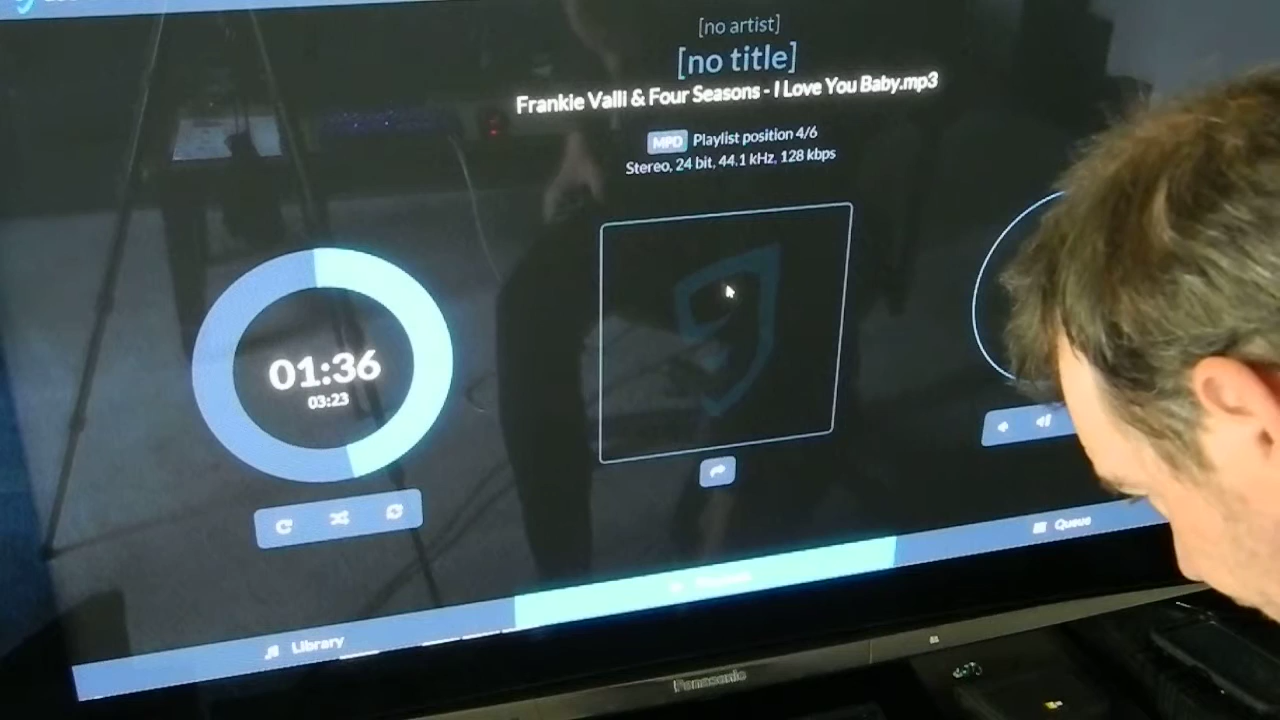 [no artist]
[no title]
Frankie Valli & Four Seasons - I Love You Baby.mp3
MPD Playlist position 4/6
Stereo, 24 bit, 44.1 kHz, 128 kbps
01:36
03:23
Queue
Library
Panasonic